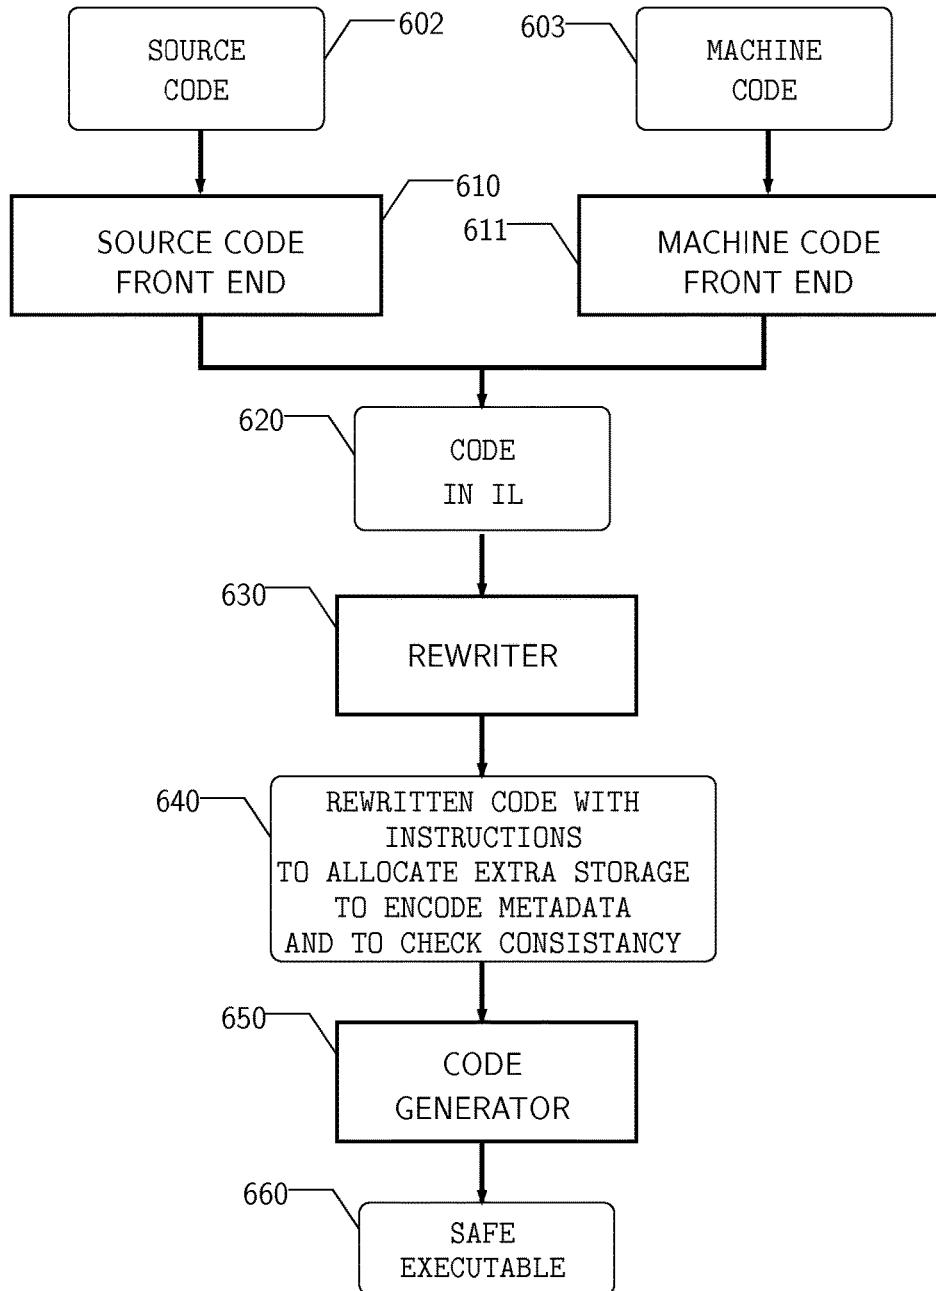 SOURCE
CODE
602
603
MACHINE
CODE
610
SOURCE CODE
FRONT END
611
MACHINE CODE
FRONT END
620
CODE
IN IL
630
REWRITER
640
REWRITTEN CODE WITH
INSTRUCTIONS
TO ALLOCATE EXTRA STORAGE
TO ENCODE METADATA
AND TO CHECK CONSISTANCY
650
CODE
GENERATOR
660
SAFE
EXECUTABLE